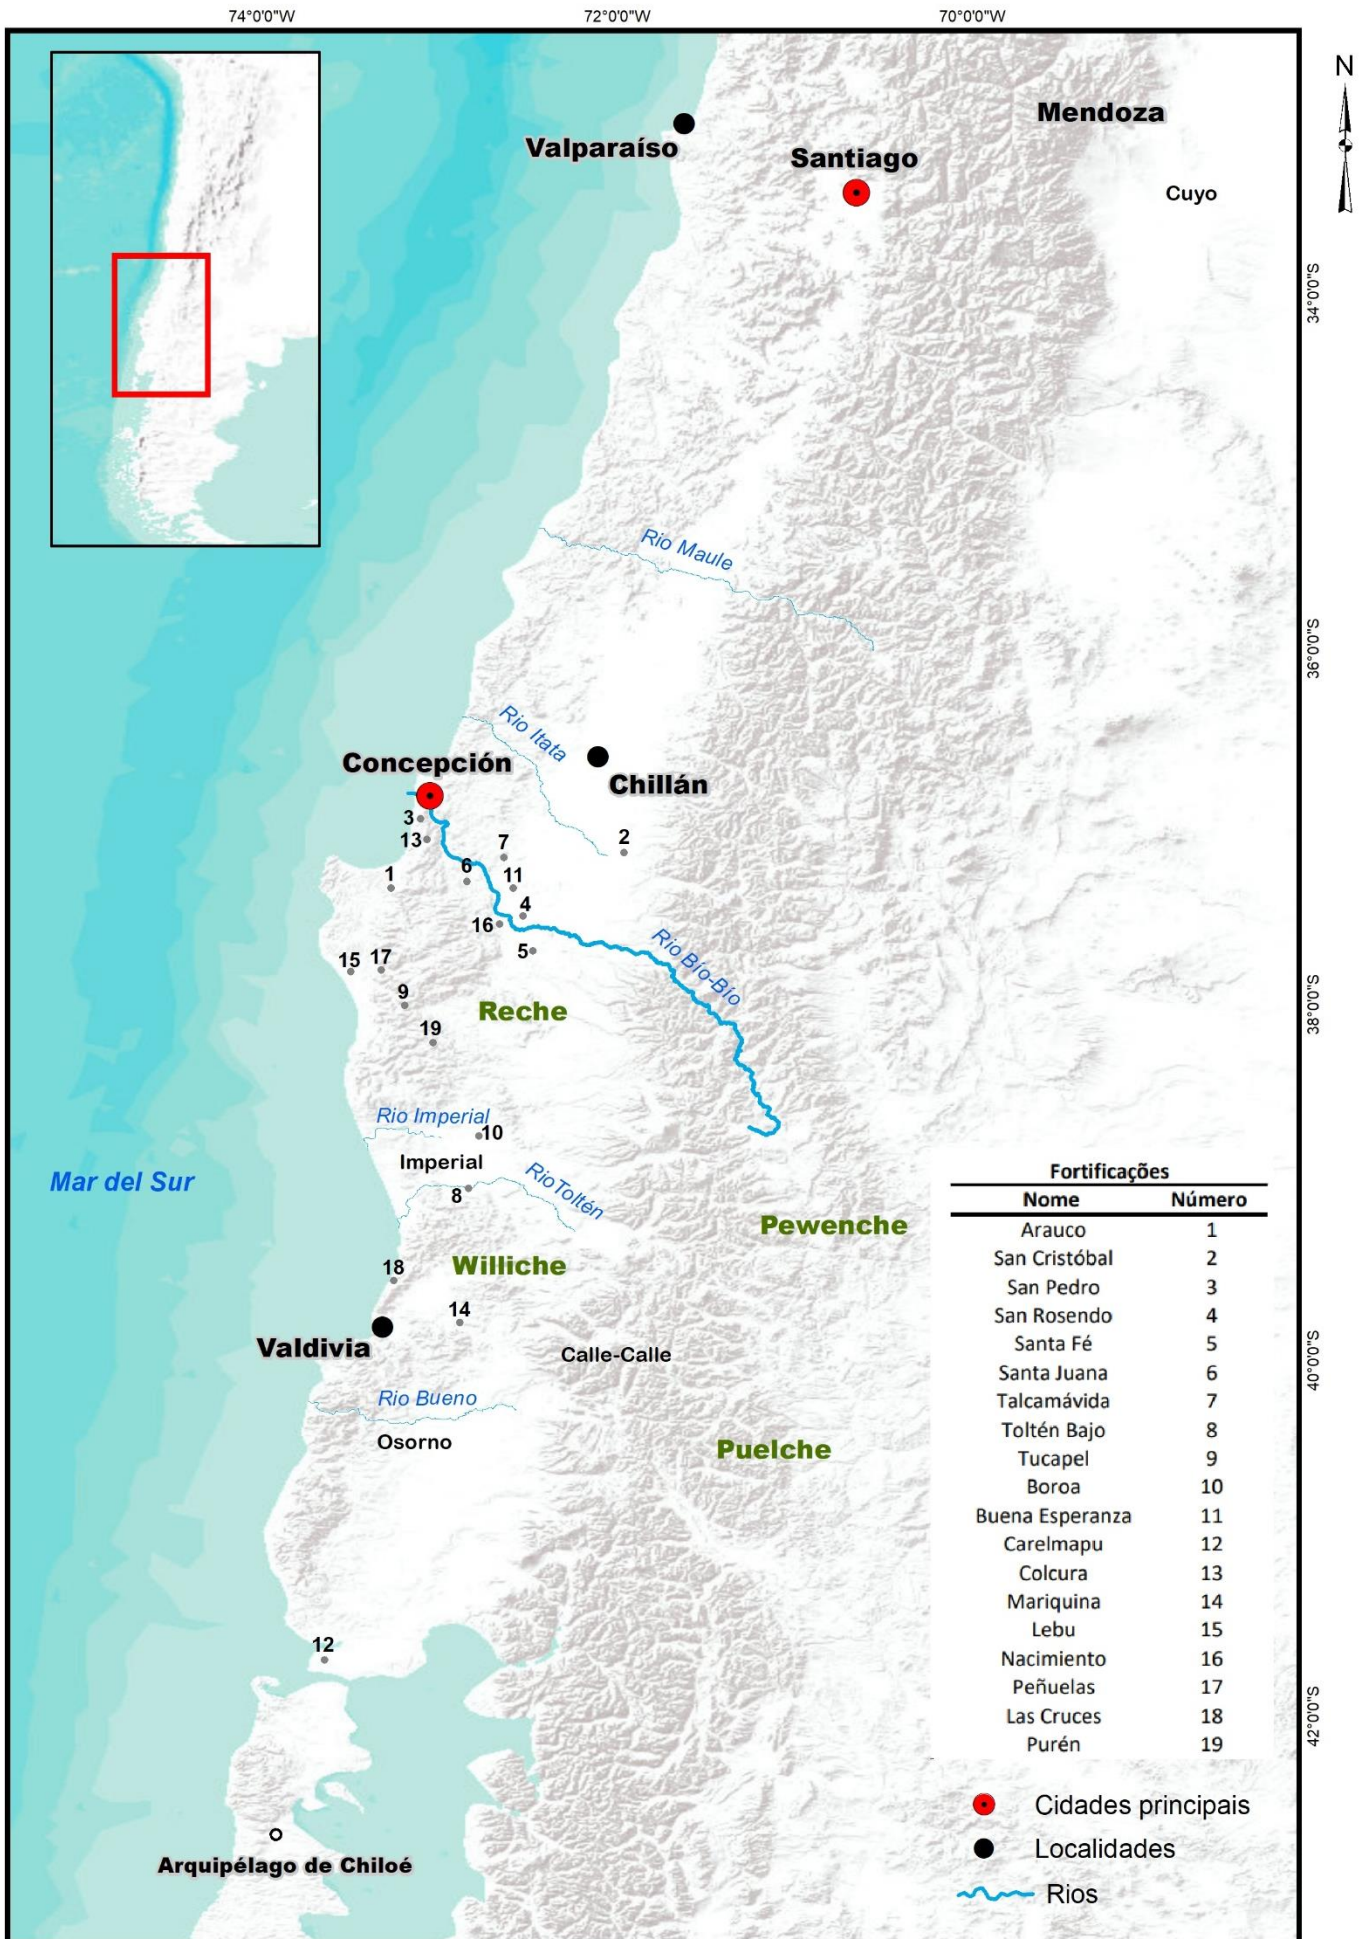 74°0'0"W
72°0'0"W
70°0'0"W
N
Mendoza
Valparaíso
Santiago
Cuyo
34°0'0"S
Rio Maule
36°0'0"S
Rio Itata
Concepción
Chillán
3
13
7
2
1
6
11
4
16
5
Rio Bío-Bío
15
17
9
Reche
38°0'0"S
19
Rio Imperial
10
Imperial
Mar del Sur
8
RioToltén
Pewenche
18
Williche
14
Valdivia
Calle-Calle
40°0'0"S
Rio Bueno
Osorno
Puelche
12
42°0'0"S
Arquipélago de Chiloé
Fortificações
Nome Número
Arauco 1
San Cristóbal 2
San Pedro 3
San Rosendo 4
Santa Fé 5
Santa Juana 6
Talcamávida 7
Toltén Bajo 8
Tucapel 9
Boroa 10
Buena Esperanza 11
Carelmapu 12
Colcura 13
Mariquina 14
Lebu 15
Nacimiento 16
Peñuelas 17
Las Cruces 18
Purén 19
Cidades principais
Localidades
Rios